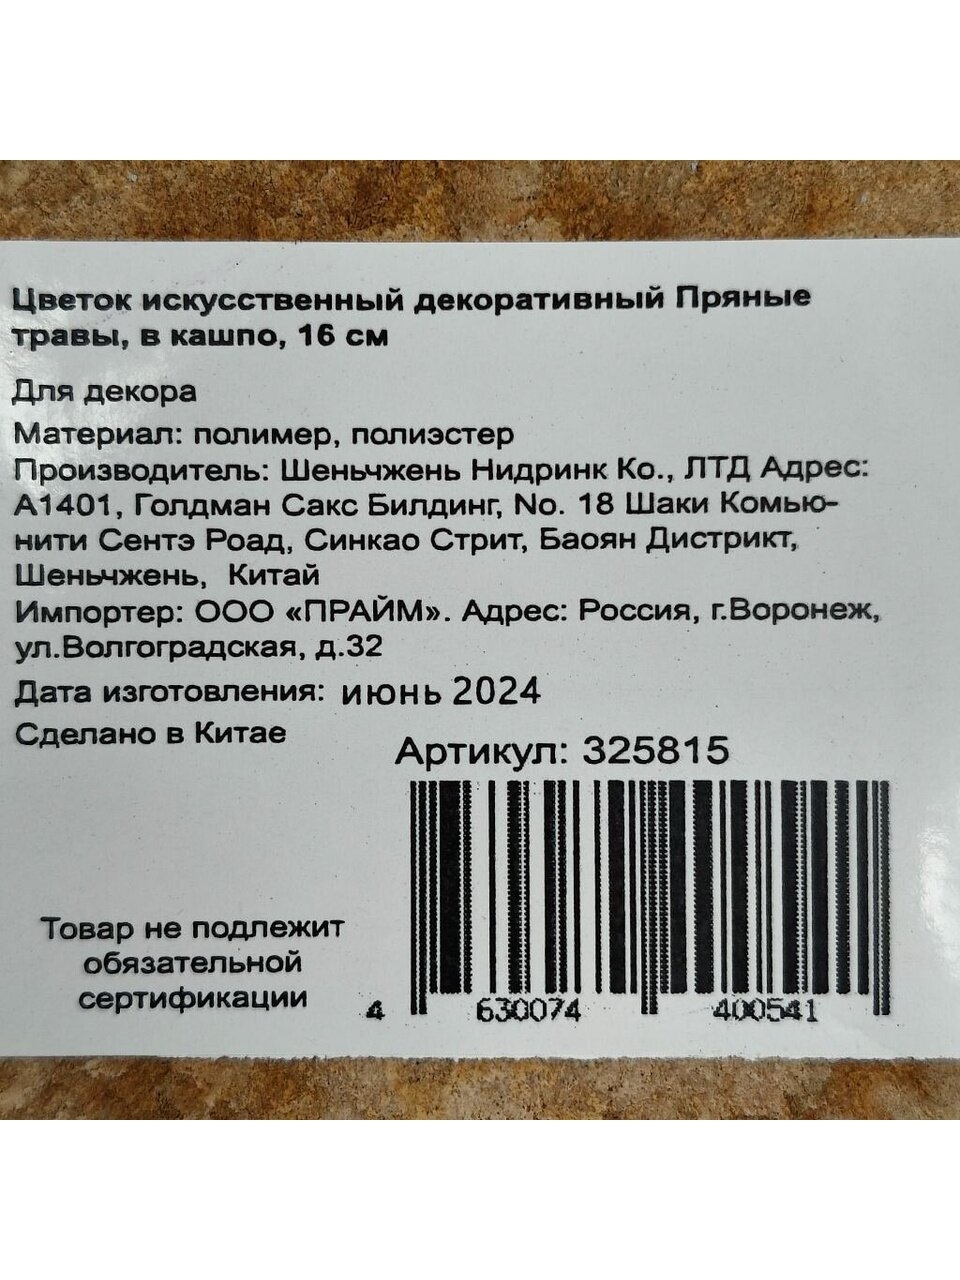 Цветок искусственный декоративный Пряные
травы, в кашпо, 16 см
Для декора
Материал: полимер, полиэстер
Производитель: Шеньчжень Нидринк Ко., ЛТД Адрес:
А1401, Голдман Сакс Билдинг, No. 18 Шаки Комью-
нити Сентэ Роад, Синкао Стрит, Баоян Дистрикт,
Шеньчжень, Китай
Импортер: ООО «ПРАЙМ». Адрес: Россия, г.Воронеж,
ул.Волгоградская, д.32
Дата изготовления: июнь 2024
Сделано в Китае
Артикул: 325815
Товар не подлежит
обязательной
сертификации
4 630074 400541